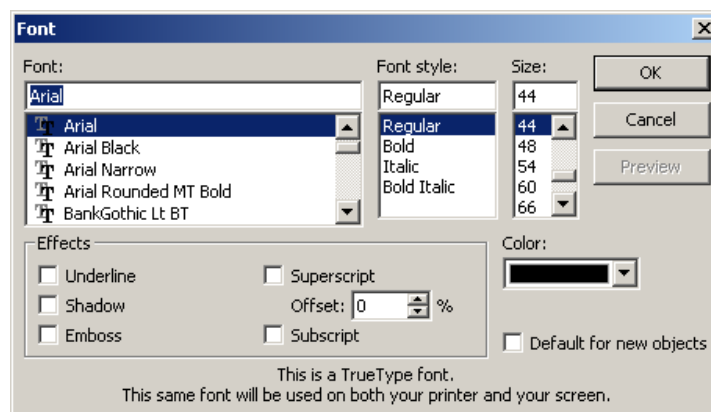 Font
Font:
Font style:
Size:
OK
Arial
Regular
44
Arial
Arial Black
Arial Narrow
Arial Rounded MT Bold
BankGothic Lt BT
Regular
Bold
Italic
Bold Italic
44
48
54
60
66
Cancel
Preview
Effects
Underline
Shadow
Emboss
Superscript
Offset: 0 %
Subscript
Color:
Default for new objects
This is a TrueType font.
This same font will be used on both your printer and your screen.